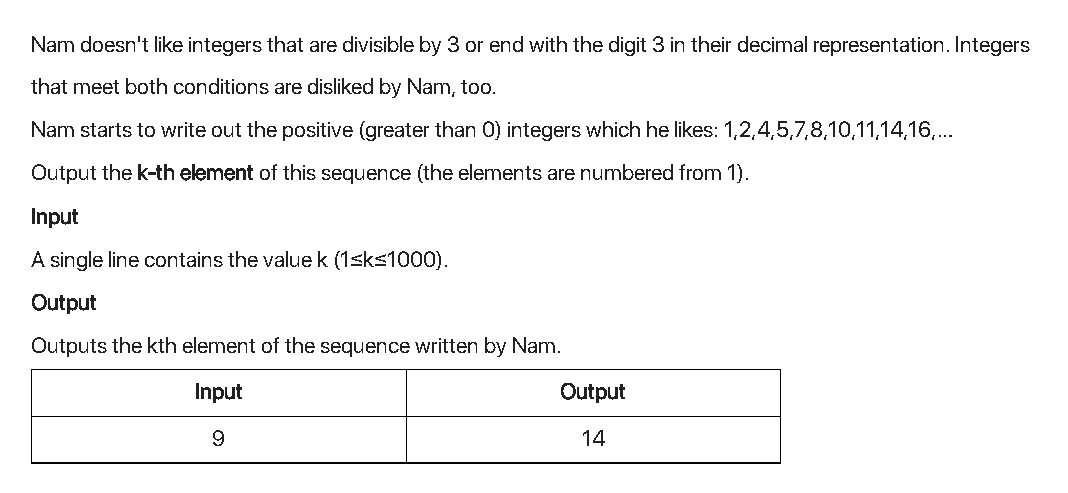 Nam doesn't like integers that are divisible by 3 or end with the digit 3 in their decimal representation. Integers
that meet both conditions are disliked by Nam, too.
Nam starts to write out the positive (greater than 0) integers which he likes: 1,2,4,5,7,8,10,11,14,16,...
Output the k-th element of this sequence (the elements are numbered from 1).
Input
A single line contains the value k (1≤k≤1000).
Output
Outputs the kth element of the sequence written by Nam.
Input Output
9 14